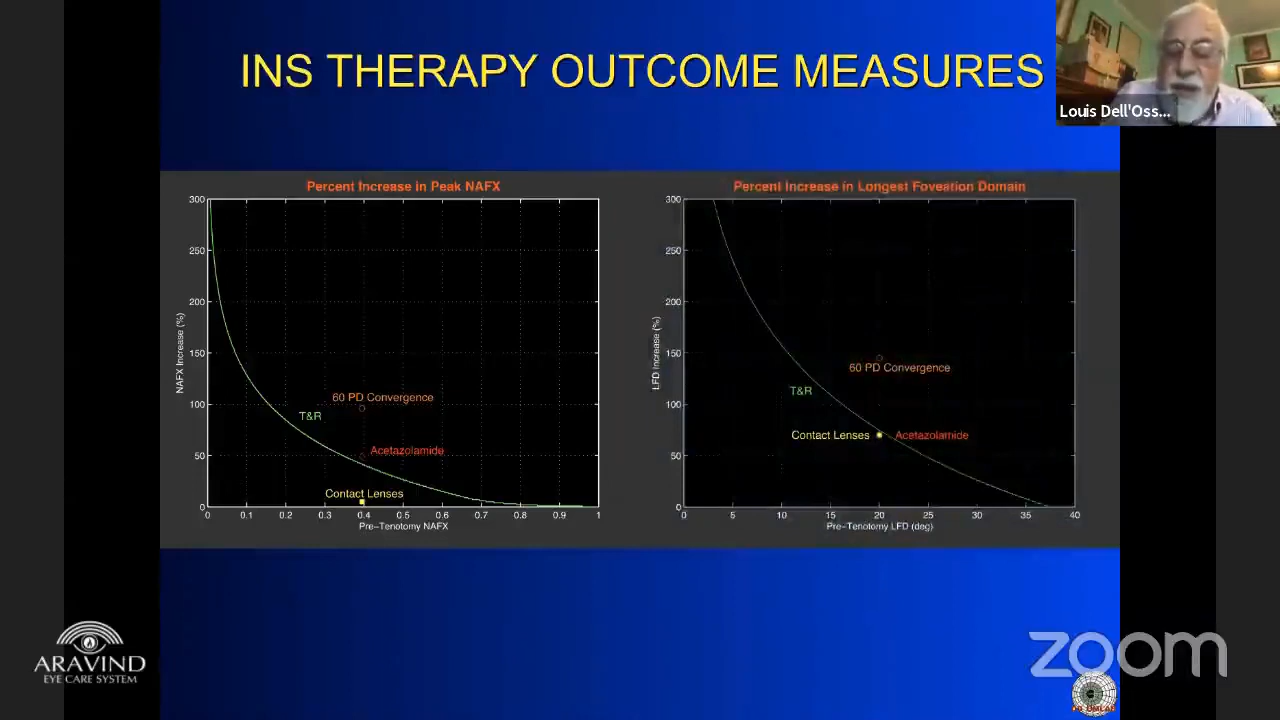 INS THERAPY OUTCOME MEASURES
Louis Dell'Oss...
Percent Increase in Peak NAFX
300
250
200
150
100
50
0
NAFX Increase (%)
60 PD Convergence
T&R
Acetazolamide
Contact Lenses
0 0.1 0.2 0.3 0.4 0.5 0.6 0.7 0.8 0.9 1
Pre-Tenotomy NAFX
Percent Increase in Longest Foveation Domain
300
250
200
150
100
50
0
LFD Increase (%)
60 PD Convergence
T&R
Contact Lenses
Acetazolamide
0 5 10 15 20 25 30 35 40
Pre-Tenotomy LFD (deg)
ARAVIND
EYE CARE SYSTEM
zoom